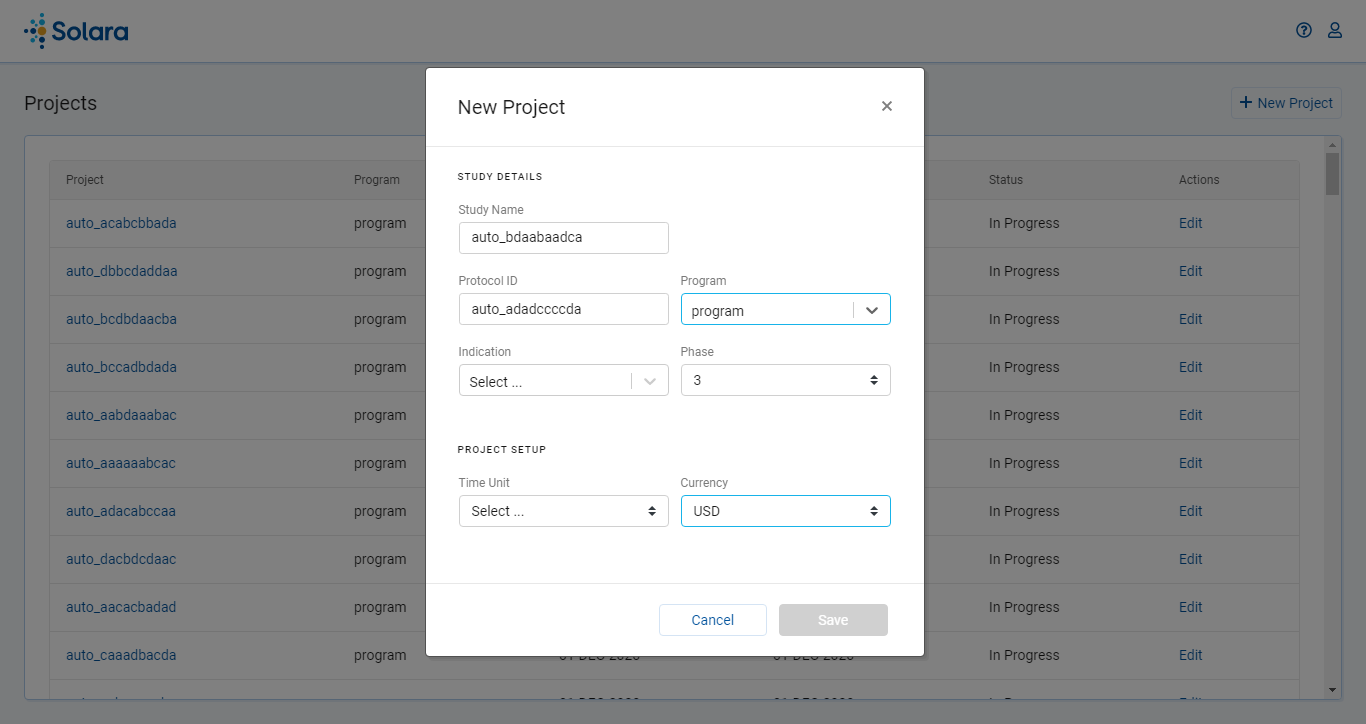 Solara
Projects
New Project
Project Program Status Actions
auto_acabcbbada program In Progress Edit
auto_dbbcdaddaa program In Progress Edit
auto_bcdbdaacba program In Progress Edit
auto_bccadbdada program In Progress Edit
auto_aabdaaabac program In Progress Edit
auto_aaaaaabcac program In Progress Edit
auto_adacabccaa program In Progress Edit
auto_dacbdcdaac program In Progress Edit
auto_aacacbadad program In Progress Edit
auto_caaadbacda program In Progress Edit
New Project
STUDY DETAILS
Study Name
auto_bdaabaadca
Protocol ID Program
auto_adadccccda program
Indication Phase
Select ... 3
PROJECT SETUP
Time Unit Currency
Select ... USD
Cancel Save